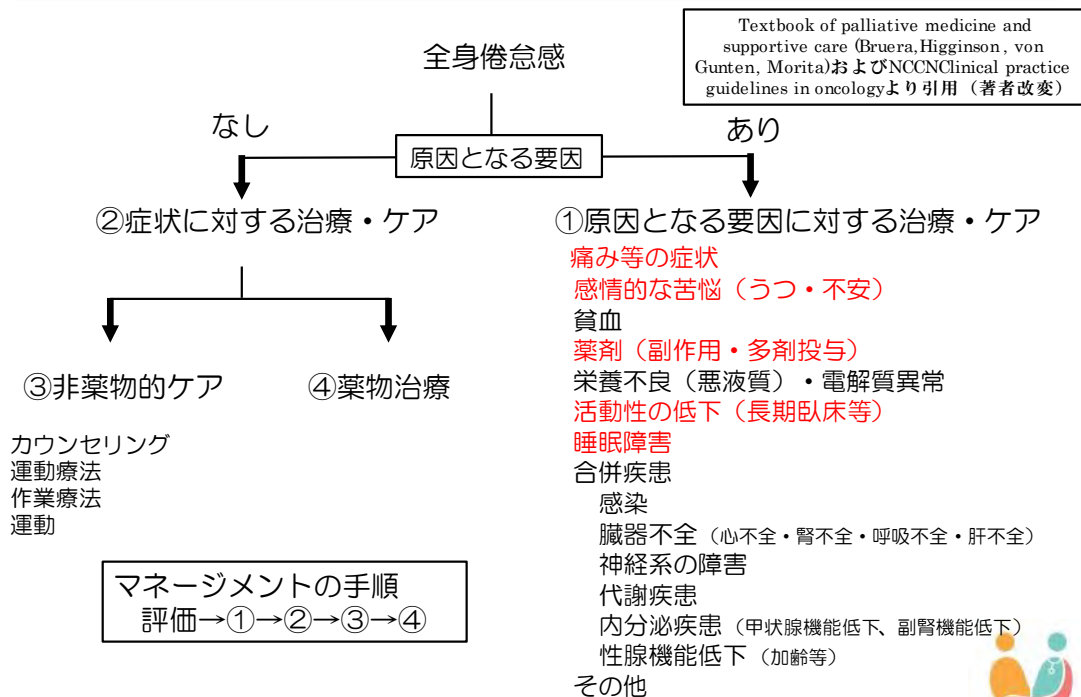 Textbook of palliative medicine and
supportive care (Bruera,Higginson, von
Gunten, Morita)およびNCCNClinical practice
guidelines in oncologyより引用（著者改変）
全身倦怠感
なし
あり
原因となる要因
②症状に対する治療・ケア
①原因となる要因に対する治療・ケア
痛み等の症状
感情的な苦悩（うつ・不安）
貧血
薬剤（副作用・多剤投与）
栄養不良（悪液質）・電解質異常
活動性の低下（長期臥床等）
睡眠障害
合併疾患
感染
臓器不全（心不全・腎不全・呼吸不全・肝不全）
神経系の障害
代謝疾患
内分泌疾患（甲状腺機能低下、副腎機能低下）
性腺機能低下（加齢等）
その他
③非薬物的ケア
④薬物治療
カウンセリング
運動療法
作業療法
運動
マネージメントの手順
評価→①→②→③→④